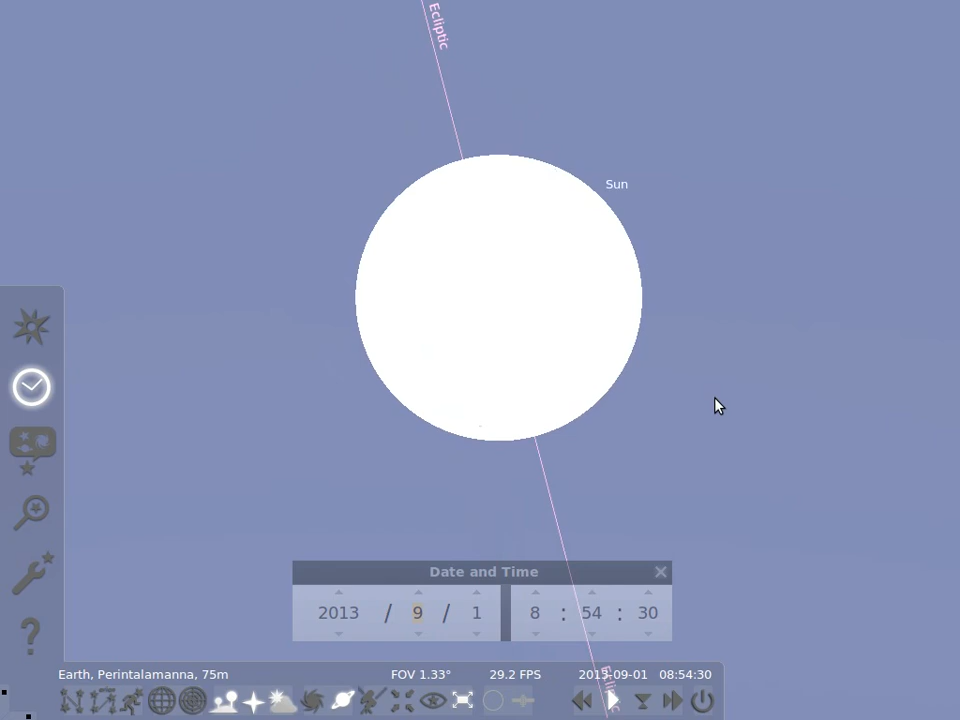 Ecliptic
Sun
Date and Time
2013 / 9 / 1 8 : 54 : 30
Earth, Perintalamanna, 75m FOV 1.33° 29.2 FPS 2013-09-01 08:54:30